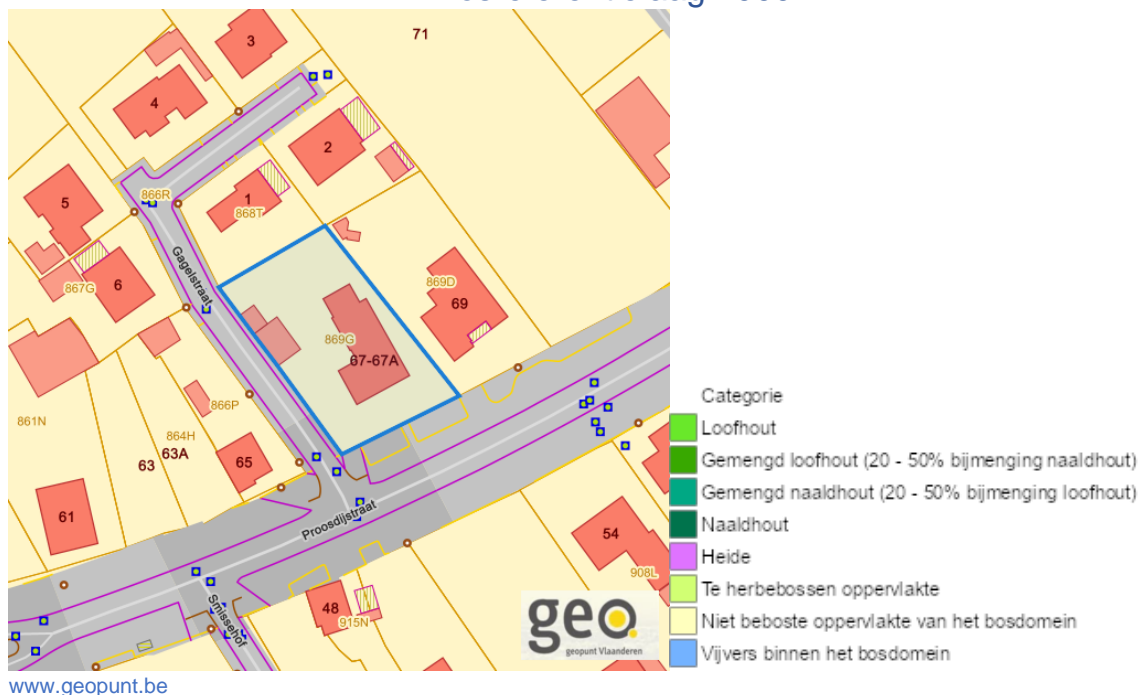 71
3
4
2
866R
1
868T
5
Gagelstraat
867G
6
869D
69
869G
67-67A
866P
861N
864H
63
63A
65
61
Proosdijstraat
54
908L
Smissehof
48
915N
geo
geopunt Vlaanderen
Categorie
Loofhout
Gemengd loofhout (20 - 50% bijmenging naaldhout)
Gemengd naaldhout (20 - 50% bijmenging loofhout)
Naaldhout
Heide
Te herbebossen oppervlakte
Niet beboste oppervlakte van het bosdomein
Vijvers binnen het bosdomein
www.geopunt.be